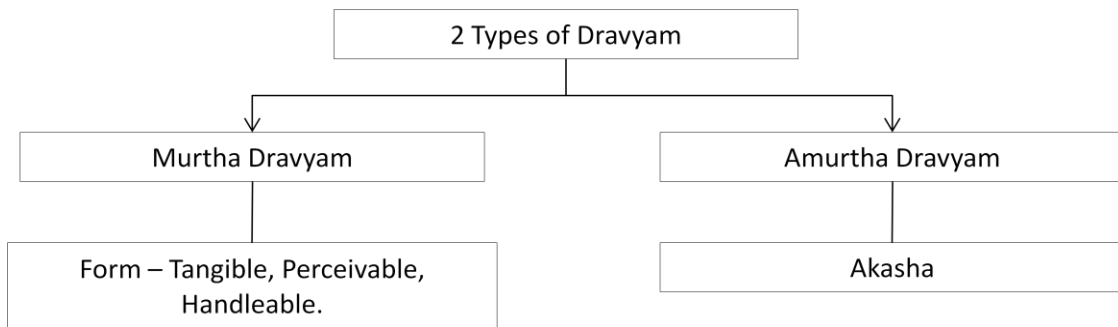 2 Types of Dravyam
Murtha Dravyam
Amurtha Dravyam
Form – Tangible, Perceivable,
Handleable.
Akasha